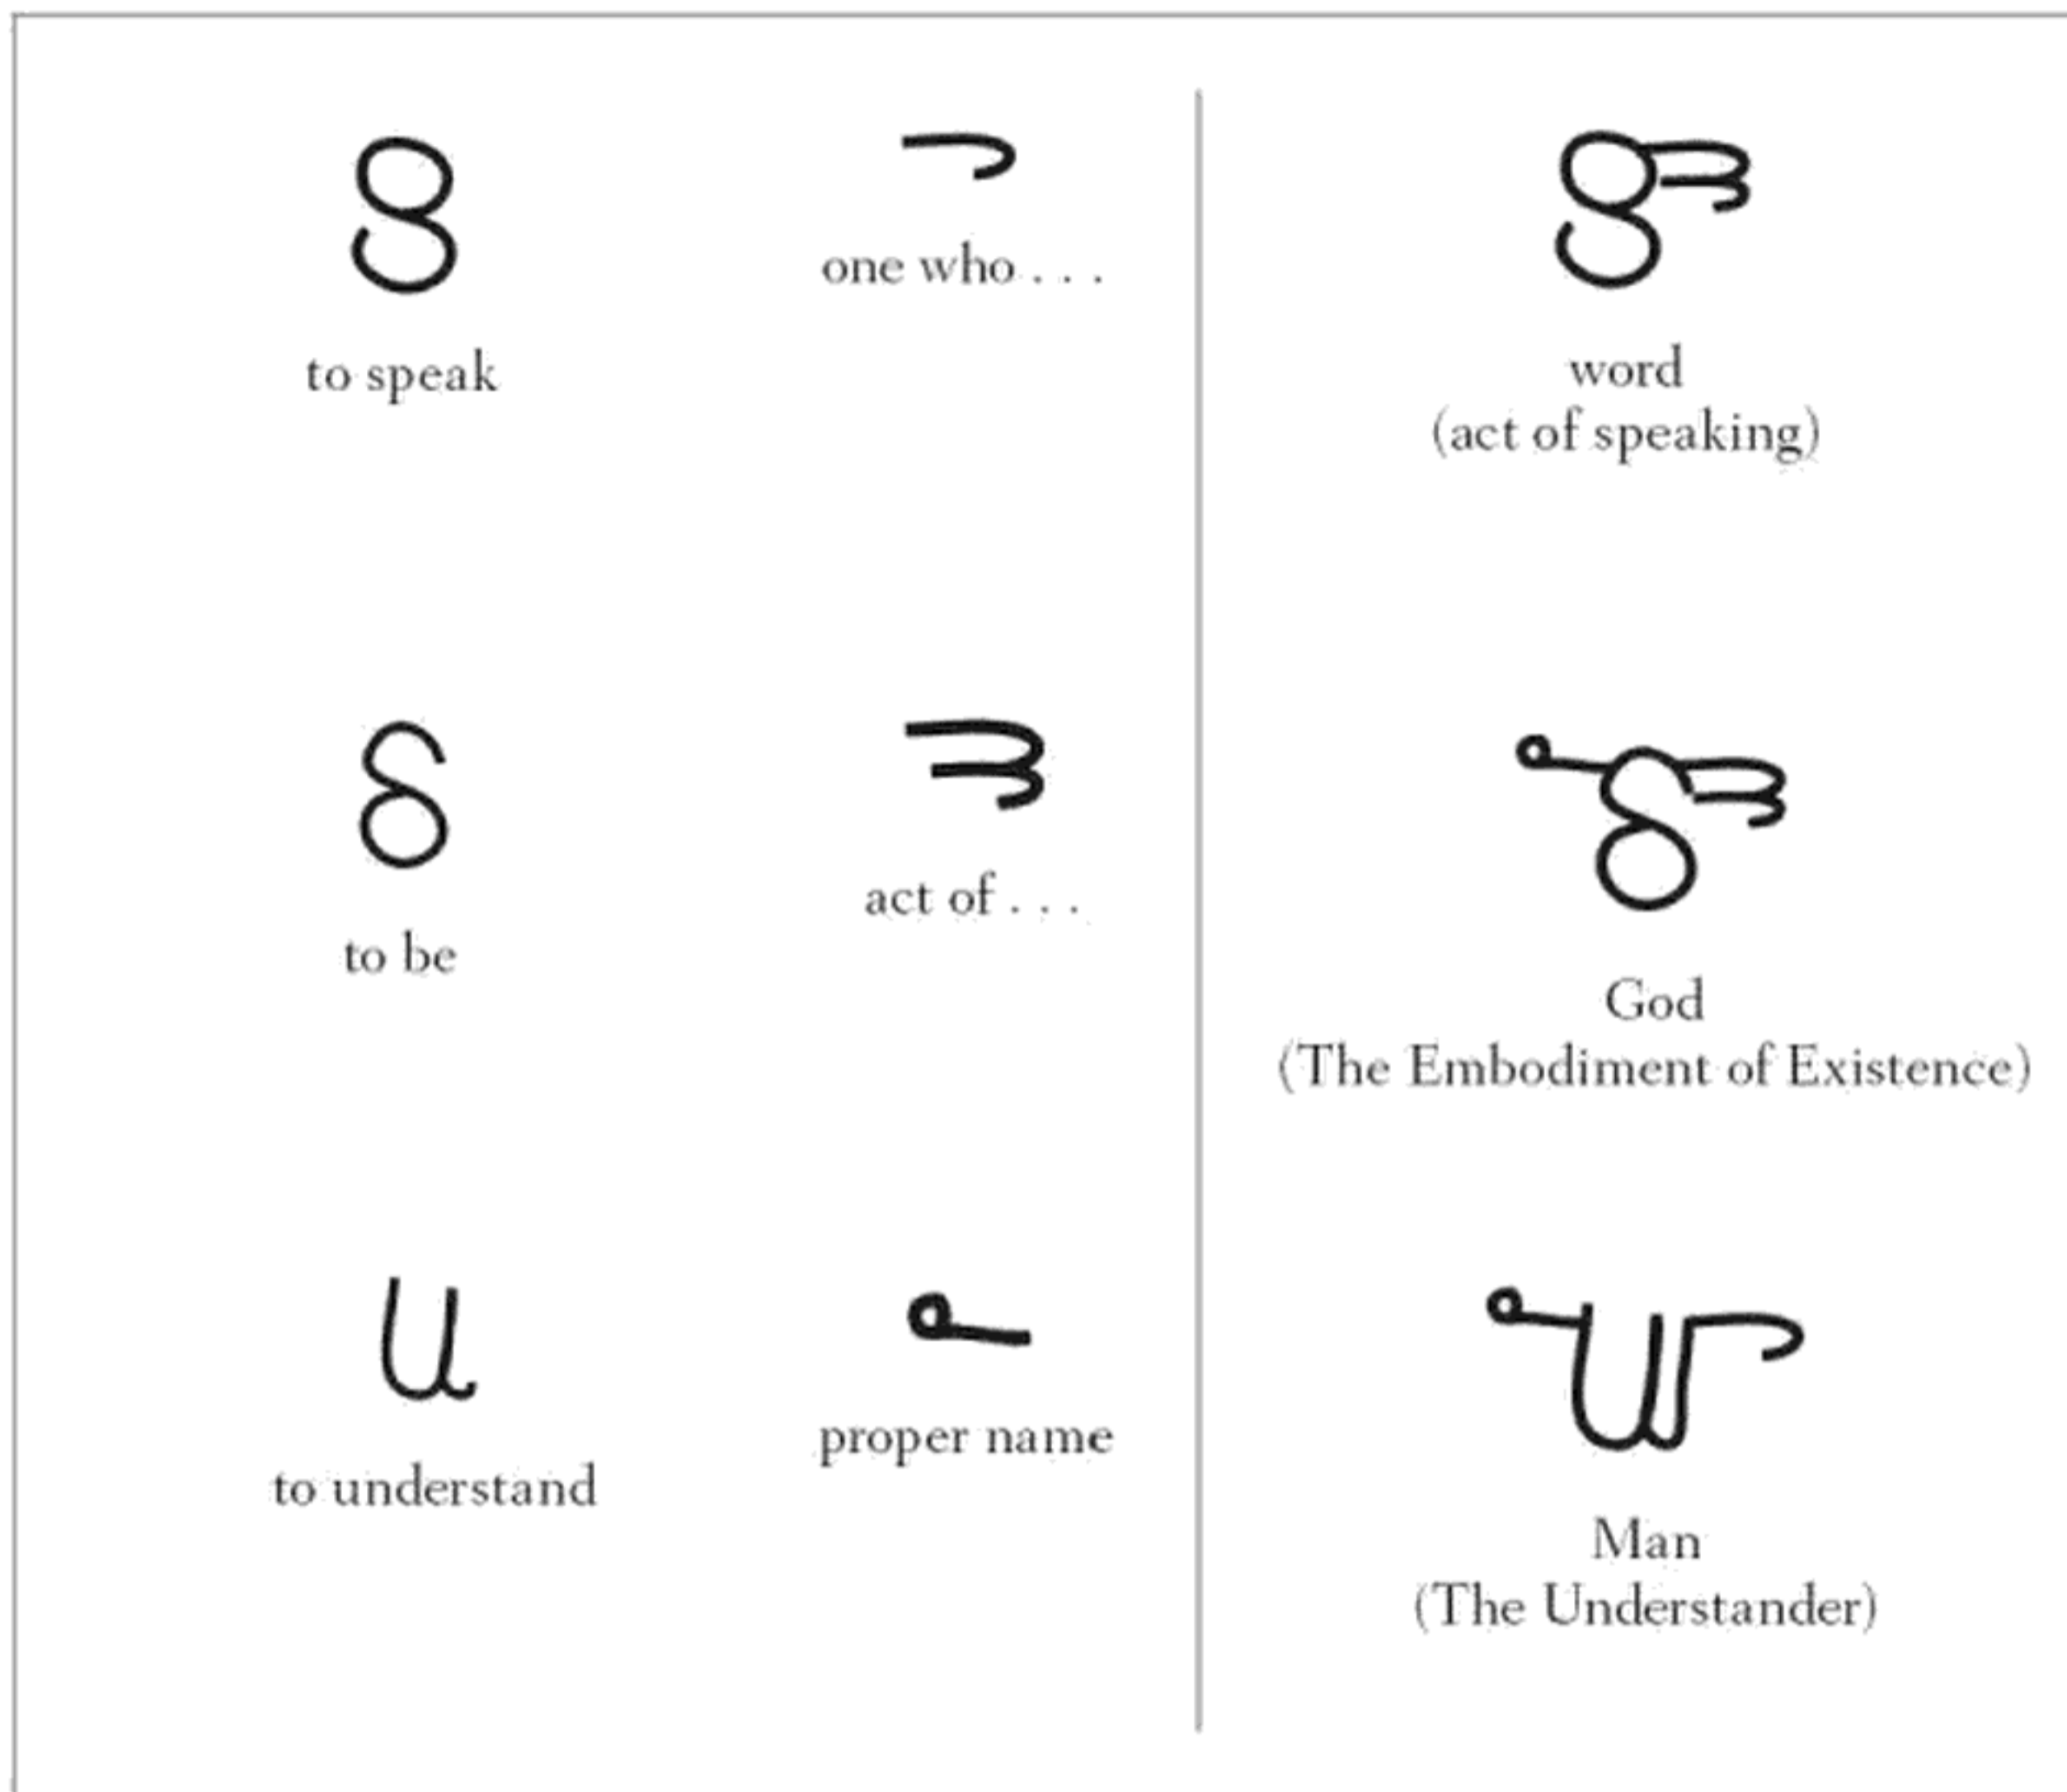 to speak
one who . . .
word
(act of speaking)
to be
act of . . .
God
(The Embodiment of Existence)
to understand
proper name
Man
(The Understander)